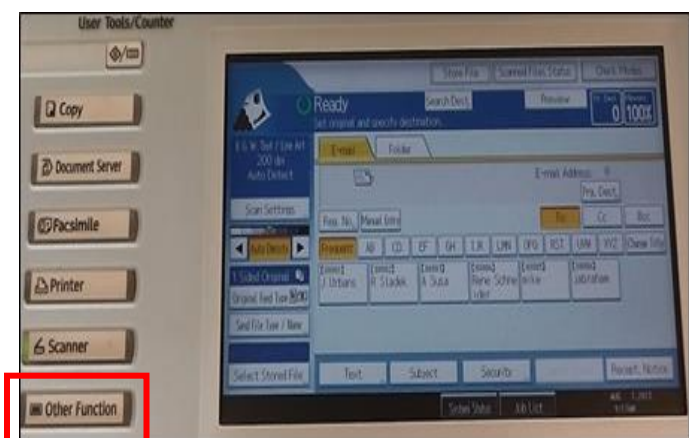 User Tools/Counter
Copy
Document Server
Facsimile
Printer
Scanner
Other Function
Store File
Scanned Files Status
Check Modes
Ready
Search Dest.
Preview
Set original and specify destination.
0
100%
200 dpi
Auto Detect
E-mail
Folder
E-mail Address
Prg. Dest.
Scan Settings
Reg. No.
Manual Entry
To
Cc
Bcc
Auto Density
Frequent
AB
CD
EF
GH
IJK
LMN
OPQ
RST
UVW
XYZ
1 Sided Original
J Urbans
R Stadek
A Susa
Rene Schne
Original Feed Type
Send File Type / Name
Select Stored File
Text
Subject
Security
Recept. Notice
System Status
Job List